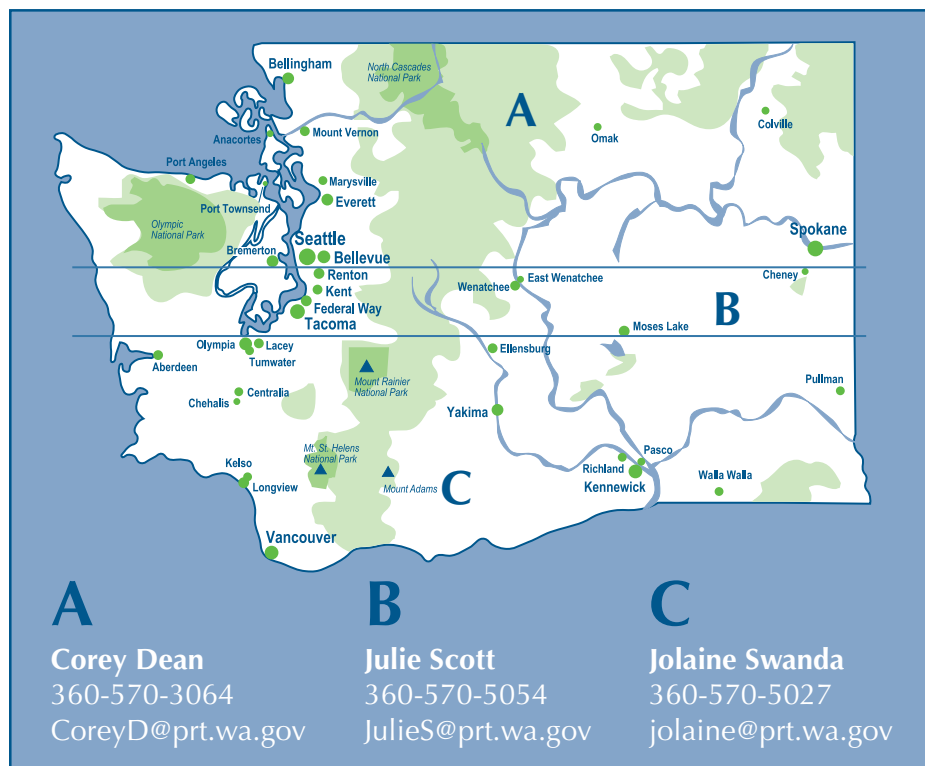 Bellingham
North Cascades
National Park
A
Colville
Anacortes
Mount Vernon
Omak
Port Angeles
Marysville
Everett
Port Townsend
Olympic
National Park
Seattle
Spokane
Bremerton
Bellevue
Renton
Cheney
East Wenatchee
Wenatchee
Kent
B
Federal Way
Tacoma
Moses Lake
Olympia
Lacey
Ellensburg
Tumwater
Aberdeen
Mount Rainier
National Park
Pullman
Centralia
Chehalis
Yakima
Mt. St. Helens
National Park
Pasco
Kelso
Richland
Walla Walla
Longview
Mount Adams
C
Kennewick
Vancouver
A
Corey Dean
360-570-3064
CoreyD@prt.wa.gov
B
Julie Scott
360-570-5054
JulieS@prt.wa.gov
C
Jolaine Swanda
360-570-5027
jolaine@prt.wa.gov